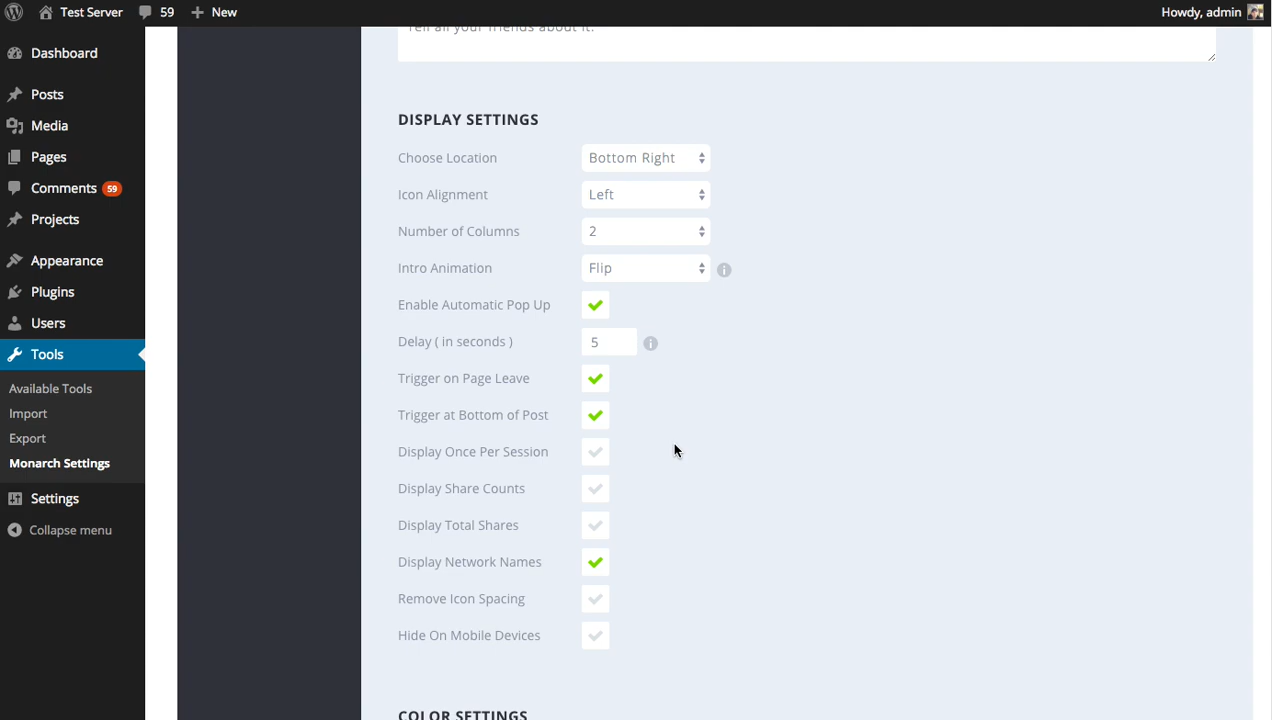 Test Server 59 New Howdy, admin
Tell all your friends about it.
Dashboard
Posts
Media
Pages
Comments 59
Projects
Appearance
Plugins
Users
Tools
Available Tools
Import
Export
Monarch Settings
Settings
Collapse menu
DISPLAY SETTINGS
Choose Location Bottom Right
Icon Alignment Left
Number of Columns 2
Intro Animation Flip
Enable Automatic Pop Up
Delay ( in seconds ) 5
Trigger on Page Leave
Trigger at Bottom of Post
Display Once Per Session
Display Share Counts
Display Total Shares
Display Network Names
Remove Icon Spacing
Hide On Mobile Devices
COLOR SETTINGS